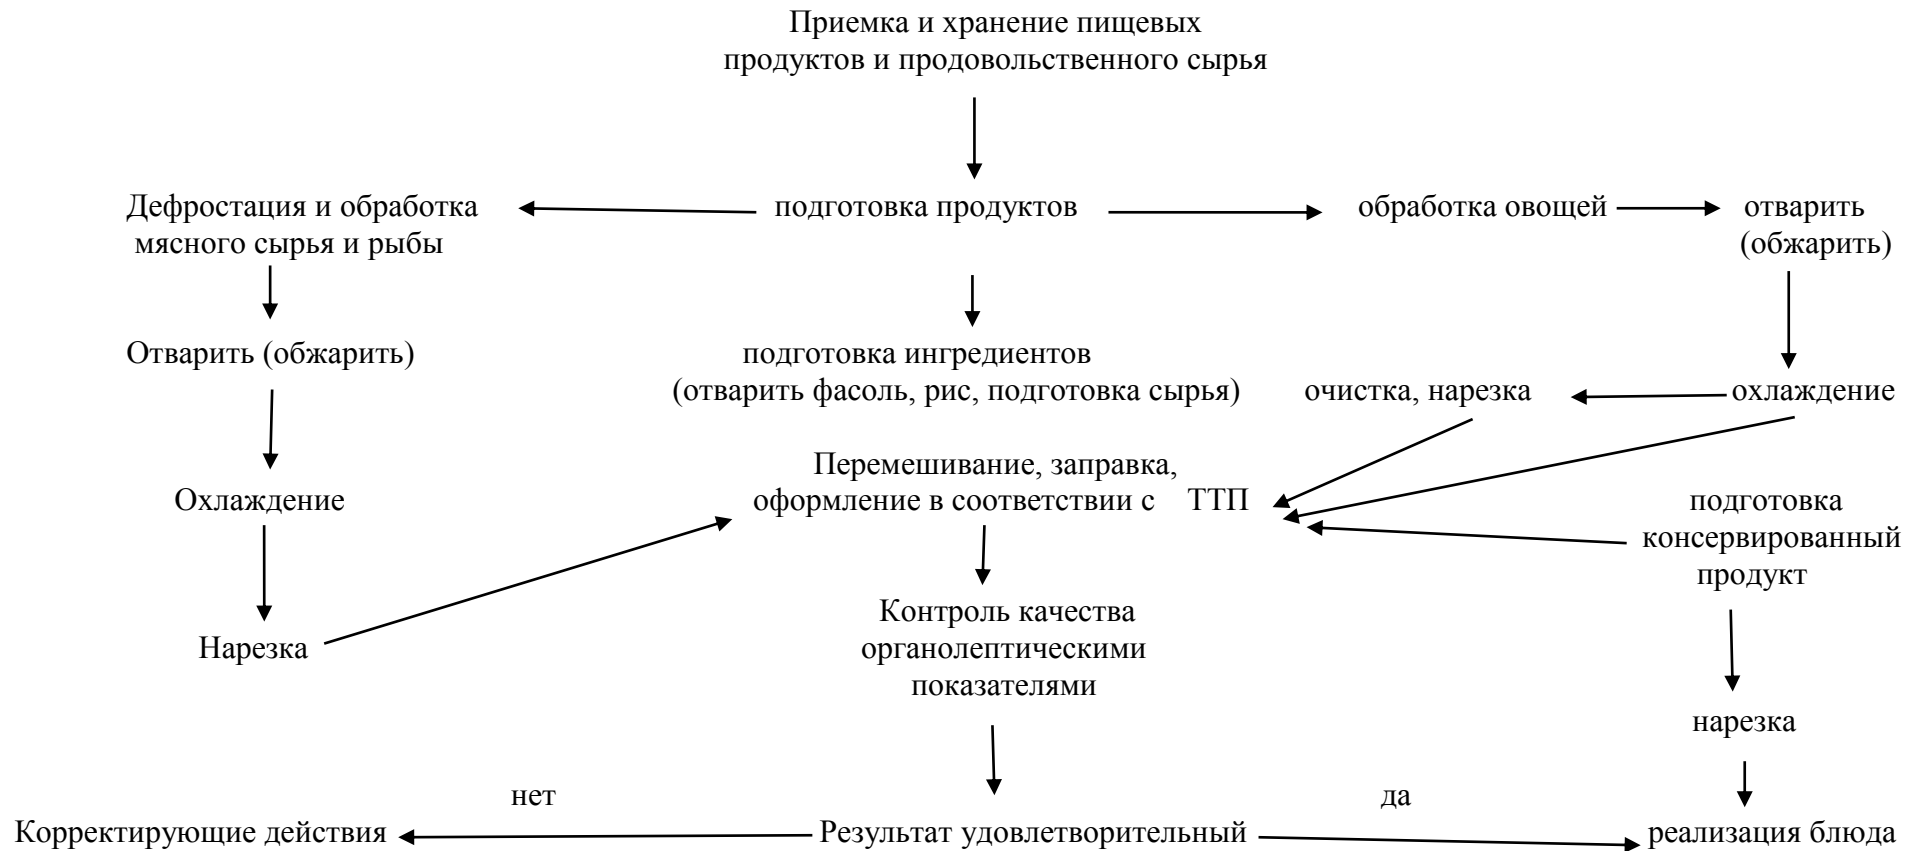 Приемка и хранение пищевых
продуктов и продовольственного сырья
Дефростация и обработка
мясного сырья и рыбы
подготовка продуктов
обработка овощей
отварить
(обжарить)
Отварить (обжарить)
подготовка ингредиентов
(отварить фасоль, рис, подготовка сырья)
очистка, нарезка
охлаждение
Охлаждение
Перемешивание, заправка,
оформление в соответствии с ТТП
подготовка
консервированный
продукт
Нарезка
Контроль качества
органолептическими
показателями
нарезка
нет
да
Корректирующие действия
Результат удовлетворительный
реализация блюда